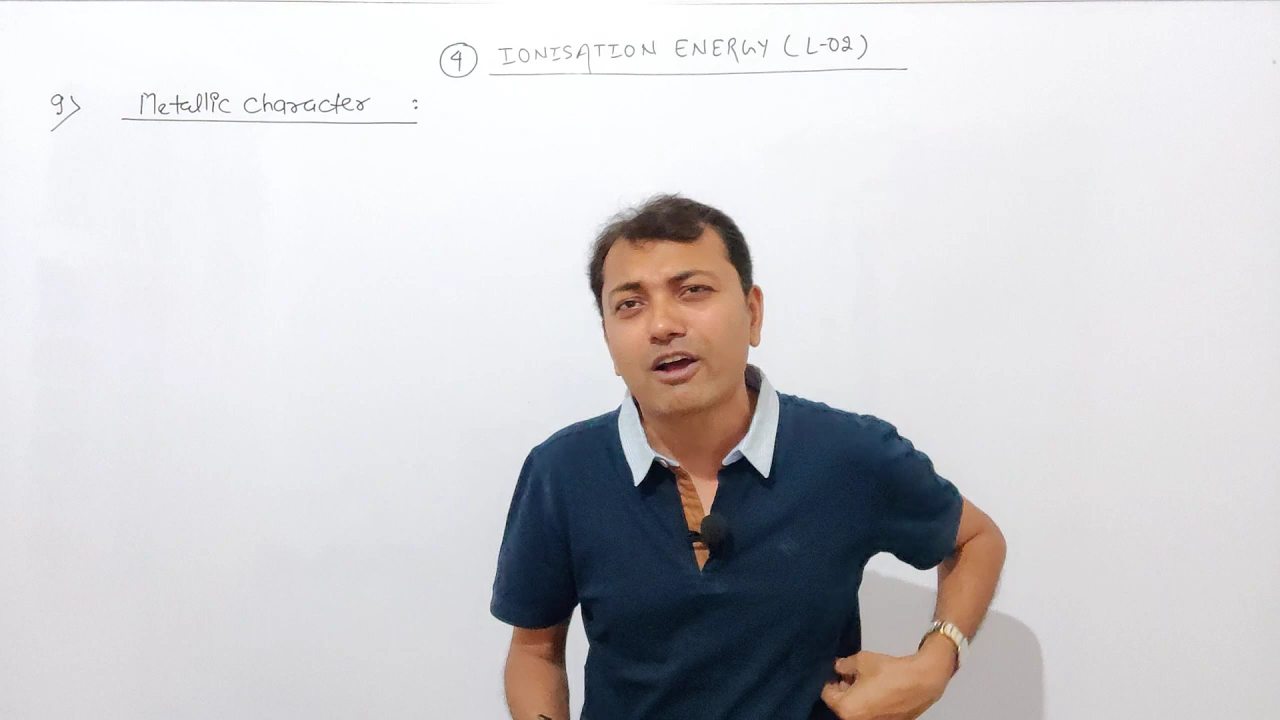 ④ IONISATION ENERGY (L-02)
9> Metallic character :